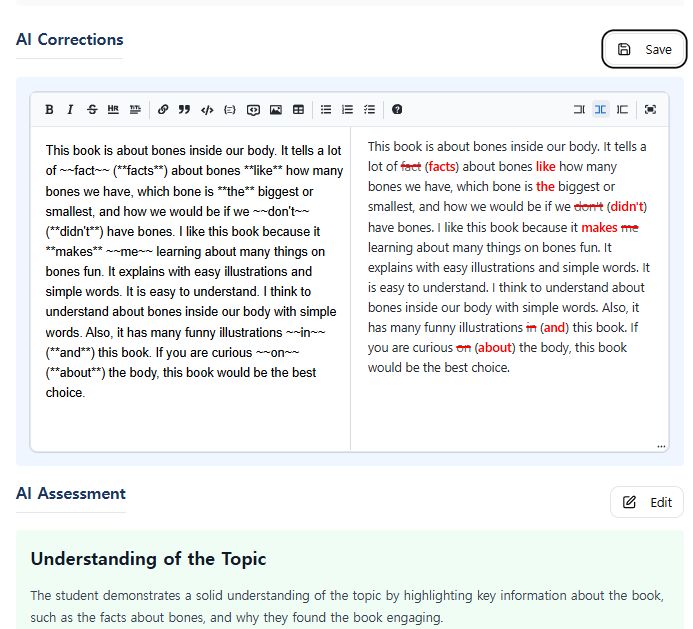 AI Corrections
Save
B I S HR TITL
This book is about bones inside our body. It tells a lot
of ~~fact~~ (**facts**) about bones **like** how many
bones we have, which bone is **the** biggest or
smallest, and how we would be if we ~~don't~~
(**didn't**) have bones. I like this book because it
**makes** ~~me~~ learning about many things on
bones fun. It explains with easy illustrations and
simple words. It is easy to understand. I think to
understand about bones inside our body with simple
words. Also, it has many funny illustrations ~~in~~
(**and**) this book. If you are curious ~~on~~
(**about**) the body, this book would be the best
choice.
This book is about bones inside our body. It tells a
lot of fact (facts) about bones like how many
bones we have, which bone is the biggest or
smallest, and how we would be if we don't (didn't)
have bones. I like this book because it makes me
learning about many things on bones fun. It
explains with easy illustrations and simple words. It
is easy to understand. I think to understand about
bones inside our body with simple words. Also, it
has many funny illustrations in (and) this book. If
you are curious on (about) the body, this book
would be the best choice.
AI Assessment
Edit
Understanding of the Topic
The student demonstrates a solid understanding of the topic by highlighting key information about the book,
such as the facts about bones, and why they found the book engaging.